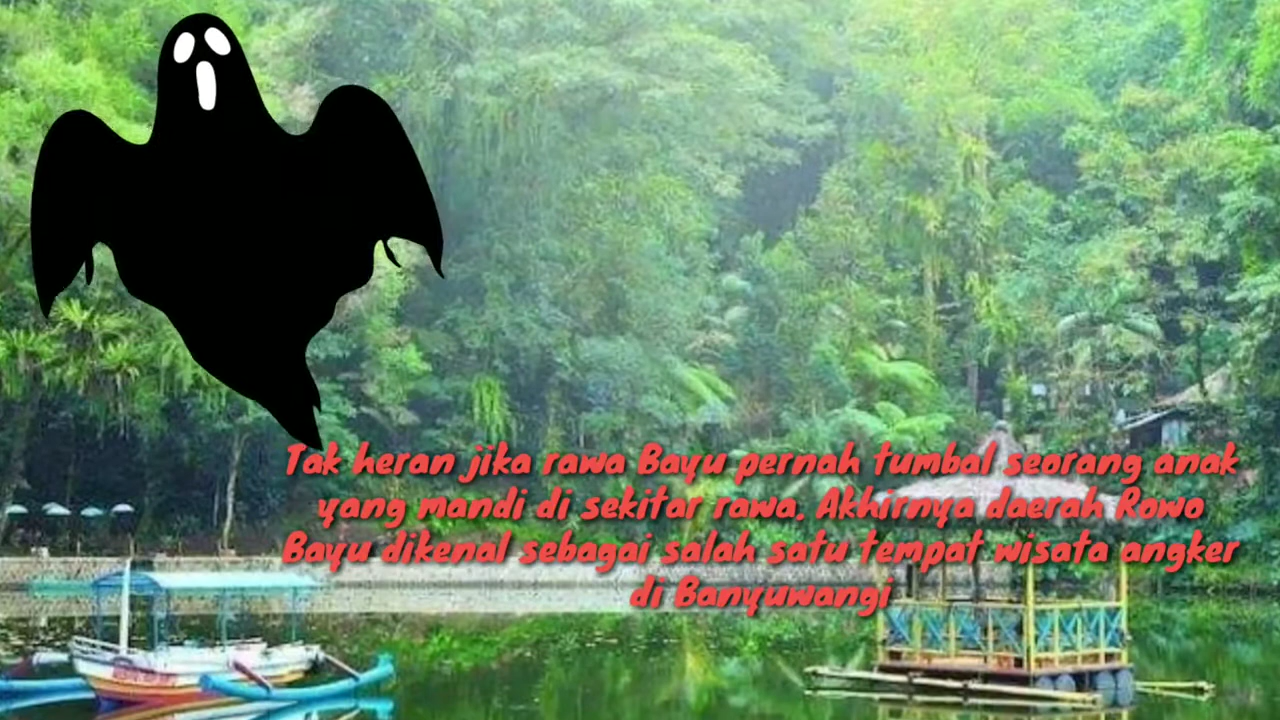 Tak heran jika rawa Bayu pernah tumbal seorang anak
yang mandi di sekitar rawa. Akhirnya daerah Rowo
Bayu dikenal sebagai salah satu tempat wisata angker
di Banyuwangi